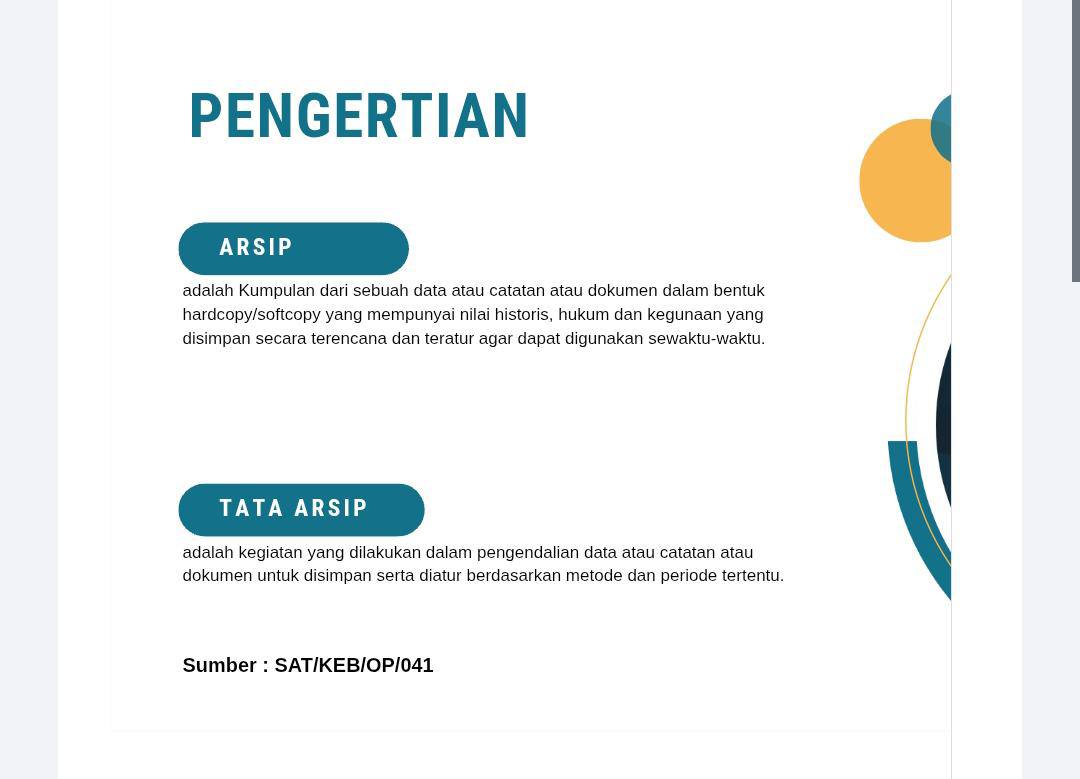 PENGERTIAN
ARSIP
adalah Kumpulan dari sebuah data atau catatan atau dokumen dalam bentuk
hardcopy/softcopy yang mempunyai nilai historis, hukum dan kegunaan yang
disimpan secara terencana dan teratur agar dapat digunakan sewaktu-waktu.
TATA ARSIP
adalah kegiatan yang dilakukan dalam pengendalian data atau catatan atau
dokumen untuk disimpan serta diatur berdasarkan metode dan periode tertentu.
Sumber : SAT/KEB/OP/041